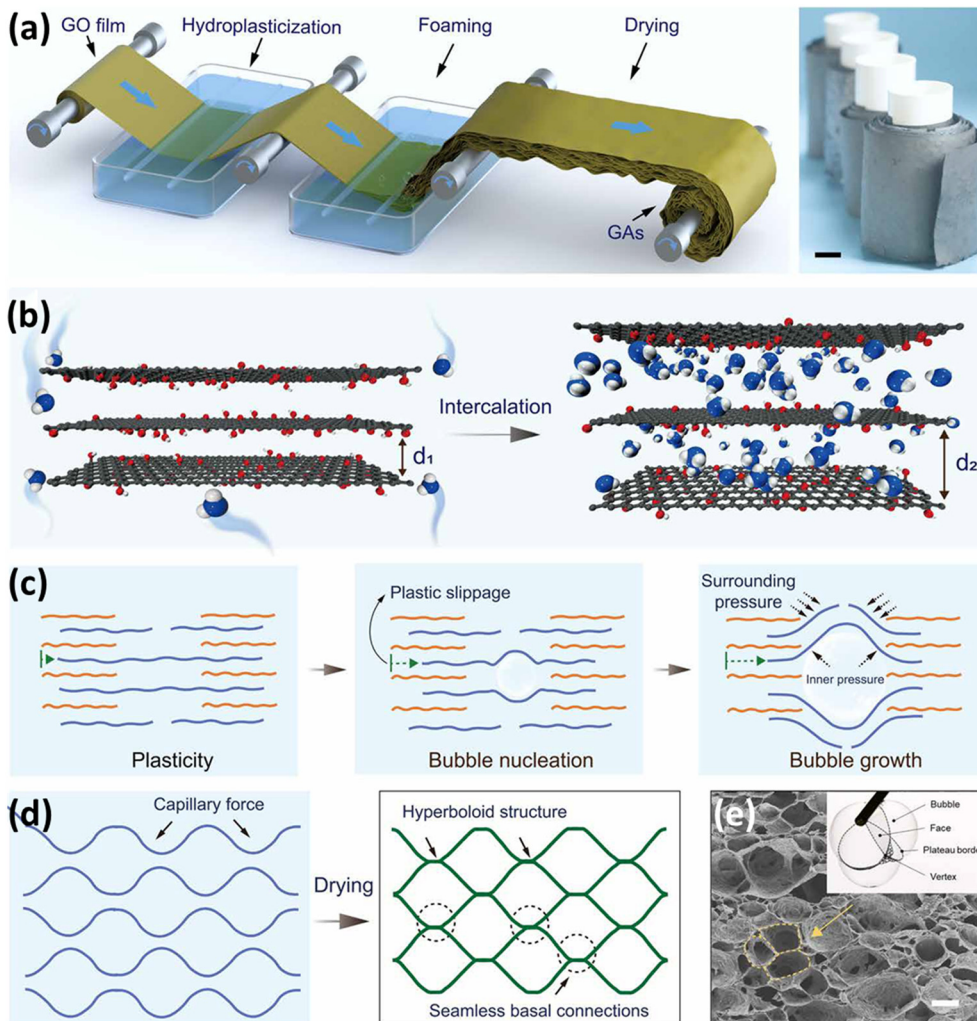 (a)
GO film
Hydroplasticization
Foaming
Drying
GAs
(b)
Intercalation
d₁
d₂
(c)
Plasticity
Plastic slippage
Bubble nucleation
Surrounding
pressure
Inner pressure
Bubble growth
(d)
Capillary force
Drying
Hyperboloid structure
Seamless basal connections
(e)
Bubble
Face
Plateau borde
Vertex